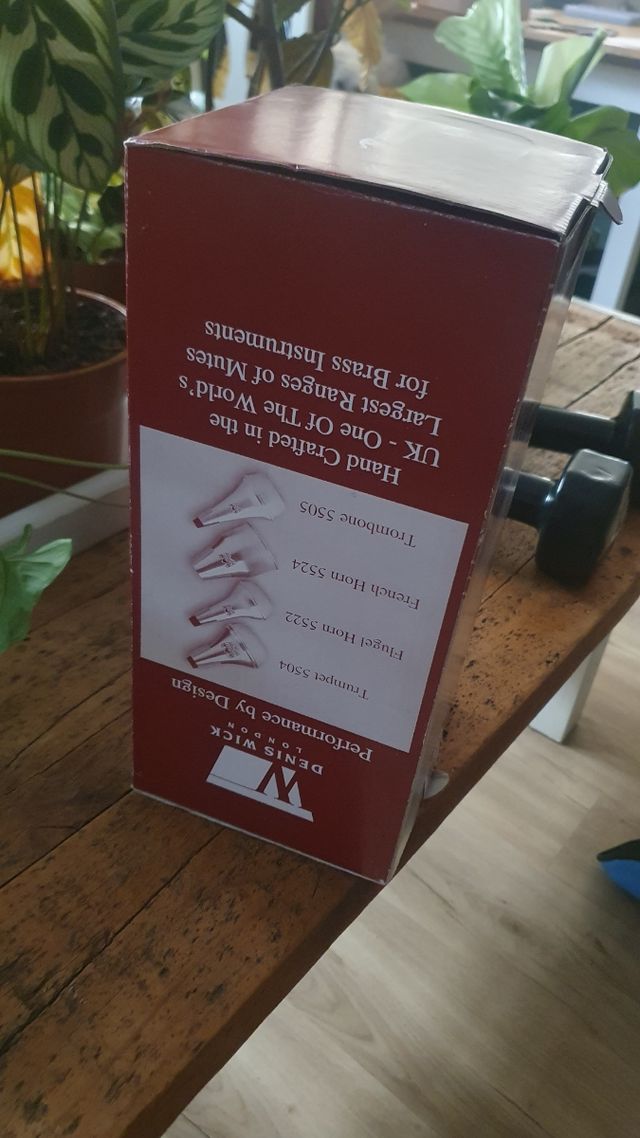 W
DENIS WICK
LONDON
Performance by Design
Trumpet 5504
Flugel Horn 5522
French Horn 5524
Trombone 5505
Hand Crafted in the
UK - One Of The World's
Largest Ranges of Mutes
for Brass Instruments